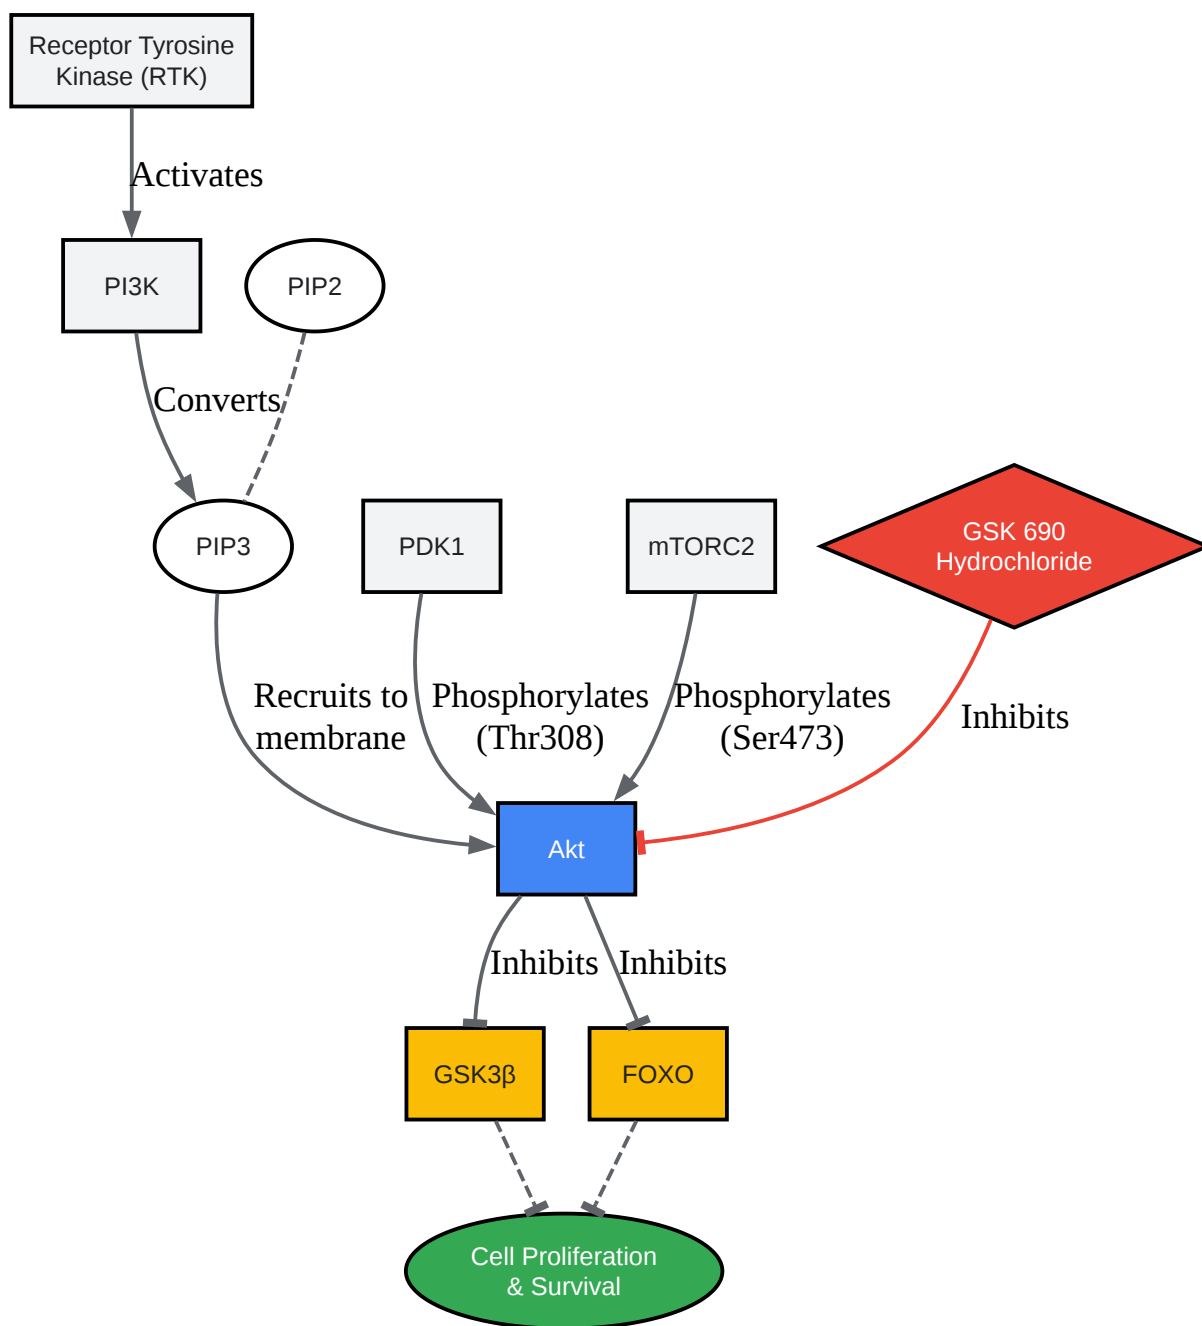 Receptor Tyrosine
Kinase (RTK)
Activates
PI3K
PIP2
Converts
PIP3
PDK1
mTORC2
GSK 690
Hydrochloride
Recruits to
membrane
Phosphorylates
(Thr308)
Phosphorylates
(Ser473)
Inhibits
Akt
Inhibits
Inhibits
GSK3β
FOXO
Cell Proliferation
& Survival